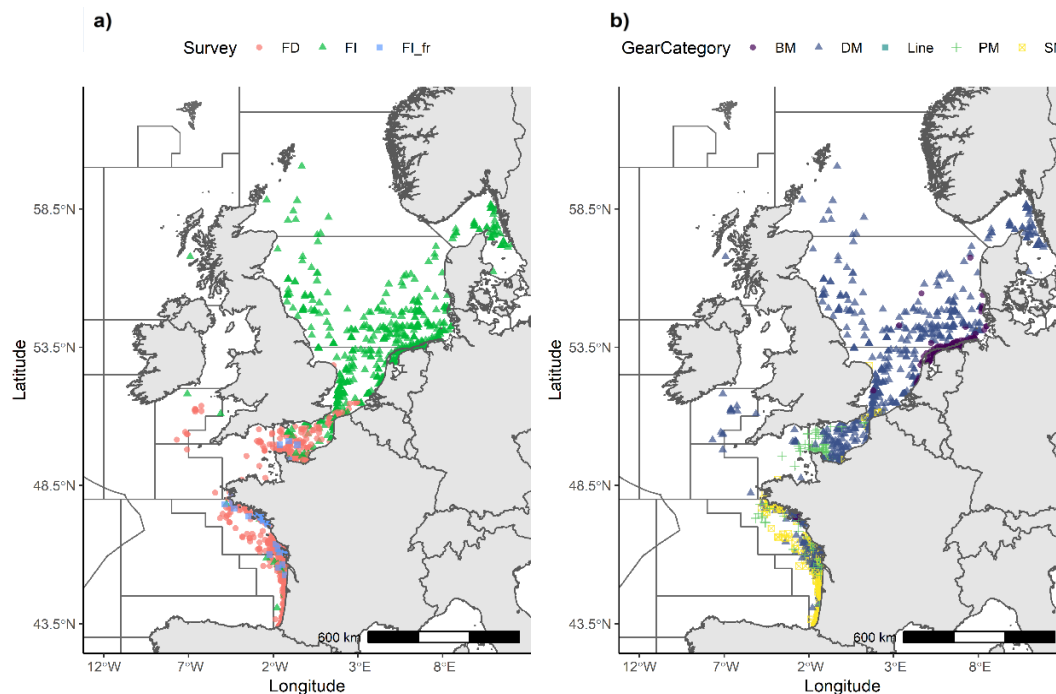 a)
Survey FD FI FI_fr
58.5°N
53.5°N
48.5°N
43.5°N
Latitude
600 km
12°W 7°W 2°W 3°E 8°E
Longitude
b)
GearCategory BM DM Line PM
58.5°N
53.5°N
48.5°N
43.5°N
Latitude
600 km
12°W 7°W 2°W 3°E 8°E
Longitude